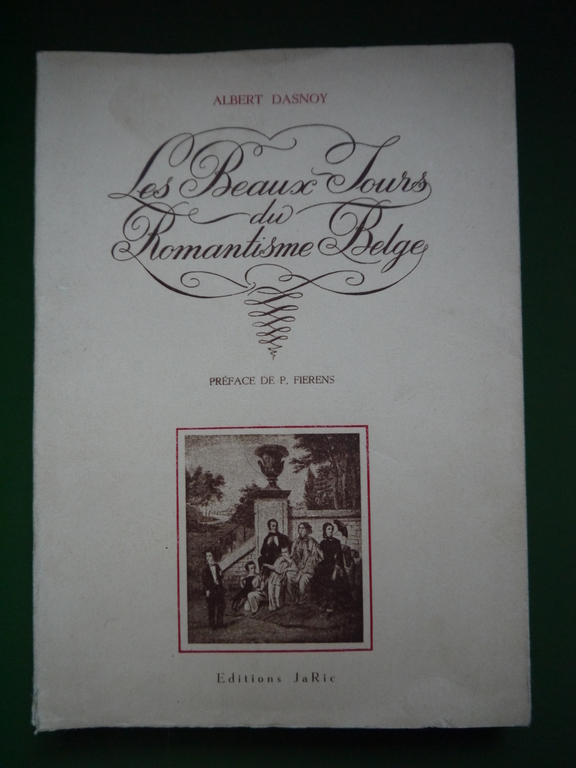 ALBERT DASNOY
Les Beaux Jours
du
Romantisme Belge
PRÉFACE DE P. FIERENS
Editions JaRic